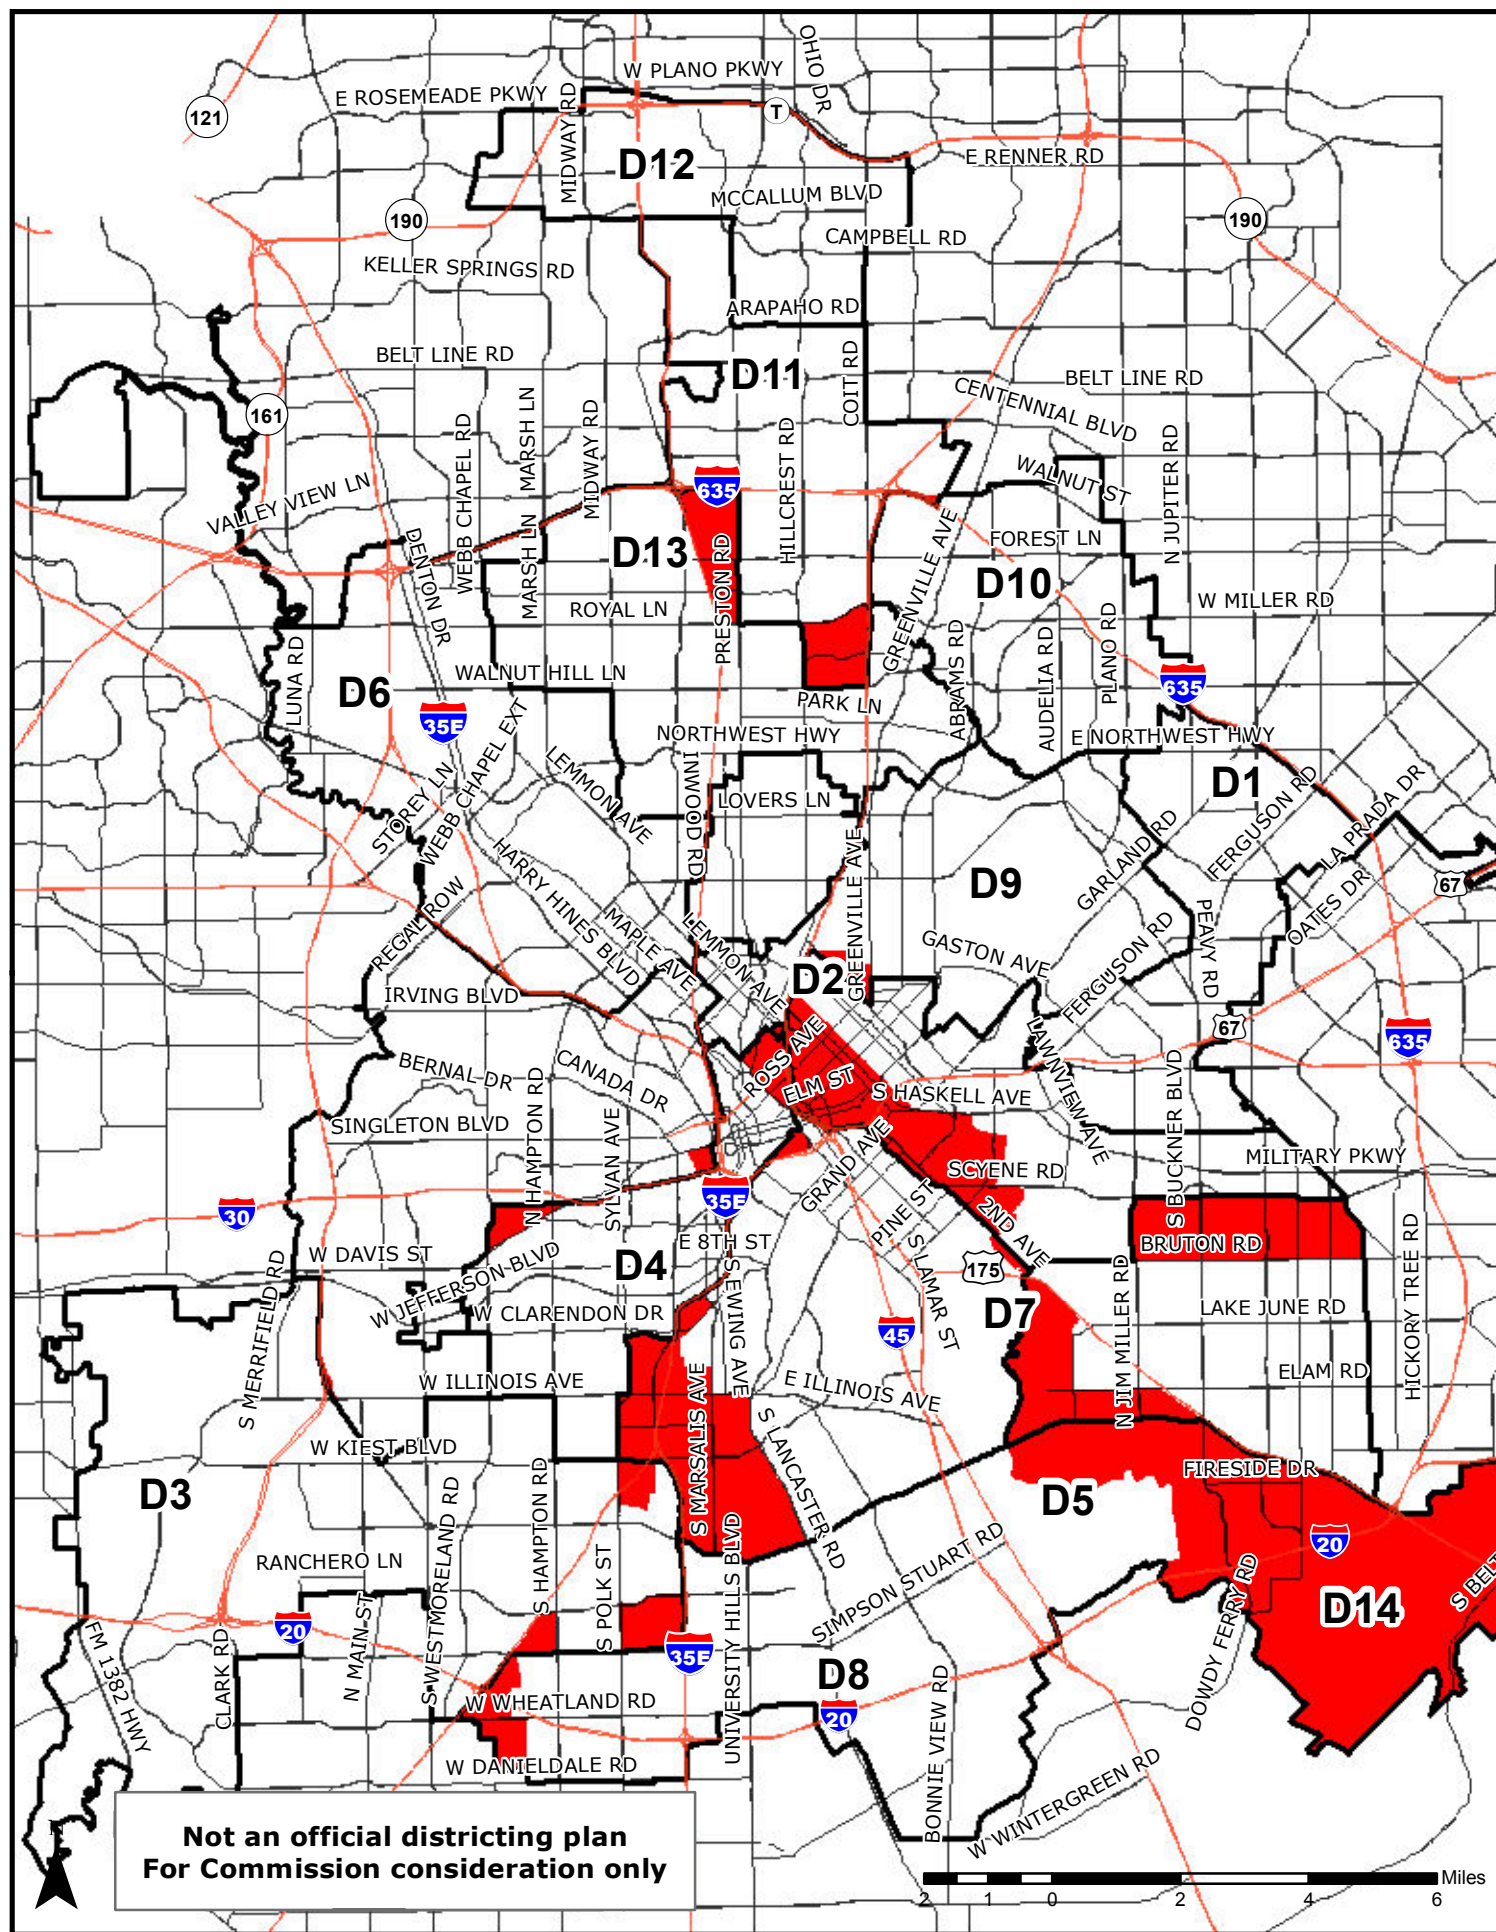 OHIO DR
W PLANO PKWY
E ROSEMEADE PKWY
MIDWAY RD
121
T
D12
E RENNER RD
MCCALLUM BLVD
190
190
CAMPBELL RD
KELLER SPRINGS RD
ARAPAHO RD
BELT LINE RD
D11
COIT RD
BELT LINE RD
CENTENNIAL BLVD
161
WEBB CHAPEL RD
MARSH LN
MIDWAY RD
HILLCREST RD
N JUPITER RD
WALNUT ST
635
VALLEY VIEW LN
DENTON DR
MARSH LN
D13
PRESTON RD
GREENVILLE AVE
FOREST LN
D10
ROYAL LN
W MILLER RD
LUNA RD
D6
WALNUT HILL LN
ABRAMS RD
AUDELIA RD
PLANO RD
635
35E
PARK LN
NORTHWEST HWY
E NORTHWEST HWY
WEBB CHAPEL EXT
STOREY LN
LEMMON AVE
INWOOD RD
LOVERS LN
D1
FERGUSON RD
LA PRADA DR
GARLAND RD
HARRY HINES BLVD
GREENVILLE AVE
D9
67
REGAL ROW
MAPLE AVE
LEMMON AVE
OATES DR
PEAVY RD
GASTON AVE
FERGUSON RD
D2
IRVING BLVD
67
635
LAWNVIEW AVE
ROSS AVE
BERNAL DR
CANADA DR
ELM ST
S HASKELL AVE
N HAMPTON RD
SYLVAN AVE
SINGLETON BLVD
S BUCKNER BLVD
GRAND AVE
MILITARY PKWY
SCYENE RD
35E
30
PINE ST
2ND AVE
W DAVIS ST
E 8TH ST
BRUTON RD
S MERRIFIELD RD
W JEFFERSON BLVD
D4
S EWING AVE
S LAMAR ST
175
N JIM MILLER RD
HICKORY TREE RD
W CLARENDON DR
D7
LAKE JUNE RD
45
W ILLINOIS AVE
E ILLINOIS AVE
ELAM RD
S MARSALIS AVE
S LANCASTER RD
W KIEST BLVD
D3
S WESTMORELAND RD
S HAMPTON RD
FIRESIDE DR
D5
UNIVERSITY HILLS BLVD
20
RANCHERO LN
S POLK ST
SIMPSON STUART RD
DOWDY FERRY RD
S BELT
D14
20
FM 1382 HWY
CLARK RD
N MAIN ST
35E
D8
W WHEATLAND RD
20
BONNIE VIEW RD
W DANIELDALE RD
W WINTERGREEN RD
N
Not an official districting plan
For Commission consideration only
Miles
2 1 0 2 4 6